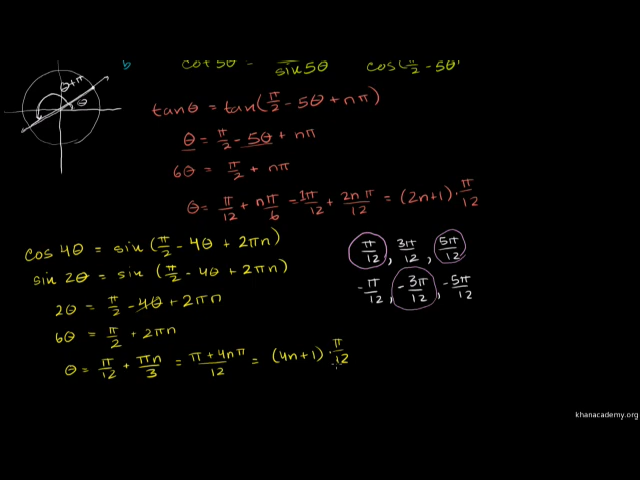 b
cot 5θ = sin 5θ cos(π/2 - 5θ)
θ+π
θ
tan θ = tan(π/2 - 5θ + nπ)
θ = π/2 - 5θ + nπ
6θ = π/2 + nπ
θ = π/12 + nπ/6 = 1π/12 + 2nπ/12 = (2n+1)·π/12
cos 4θ = sin(π/2 - 4θ + 2πn)
sin 2θ = sin(π/2 - 4θ + 2πn)
2θ = π/2 - 4θ + 2πn
6θ = π/2 + 2πn
θ = π/12 + πn/3 = π + 4nπ/12 = (4n+1)·π/12
π/12, 3π/12, 5π/12
-π/12, -3π/12, -5π/12
khanacademy.org